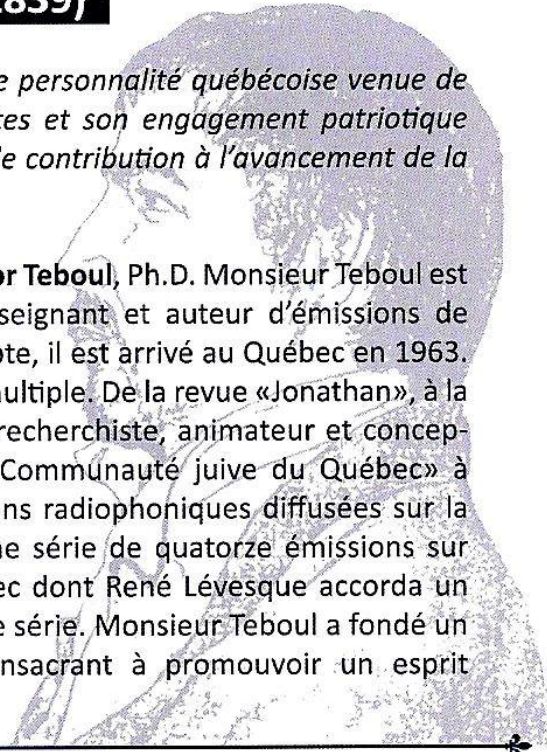 1839)
e personnalité québécoise venue de
tes et son engagement patriotique
le contribution à l'avancement de la
or Teboul, Ph.D. Monsieur Teboul est
seignant et auteur d'émissions de
pte, il est arrivé au Québec en 1963.
multiple. De la revue «Jonathan», à la
recherchiste, animateur et concep-
Communauté juive du Québec» à
ns radiophoniques diffusées sur la
ne série de quatorze émissions sur
ec dont René Lévesque accorda un
e série. Monsieur Teboul a fondé un
nsacrant à promouvoir un esprit